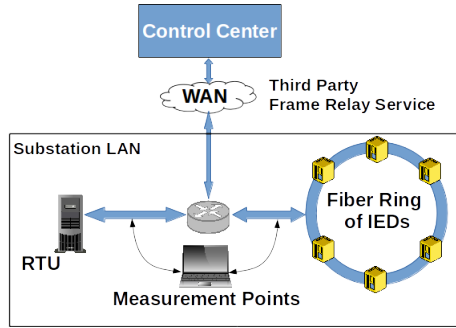 Control Center
WAN
Third Party
Frame Relay Service
Substation LAN
Fiber Ring
of IEDs
RTU
Measurement Points